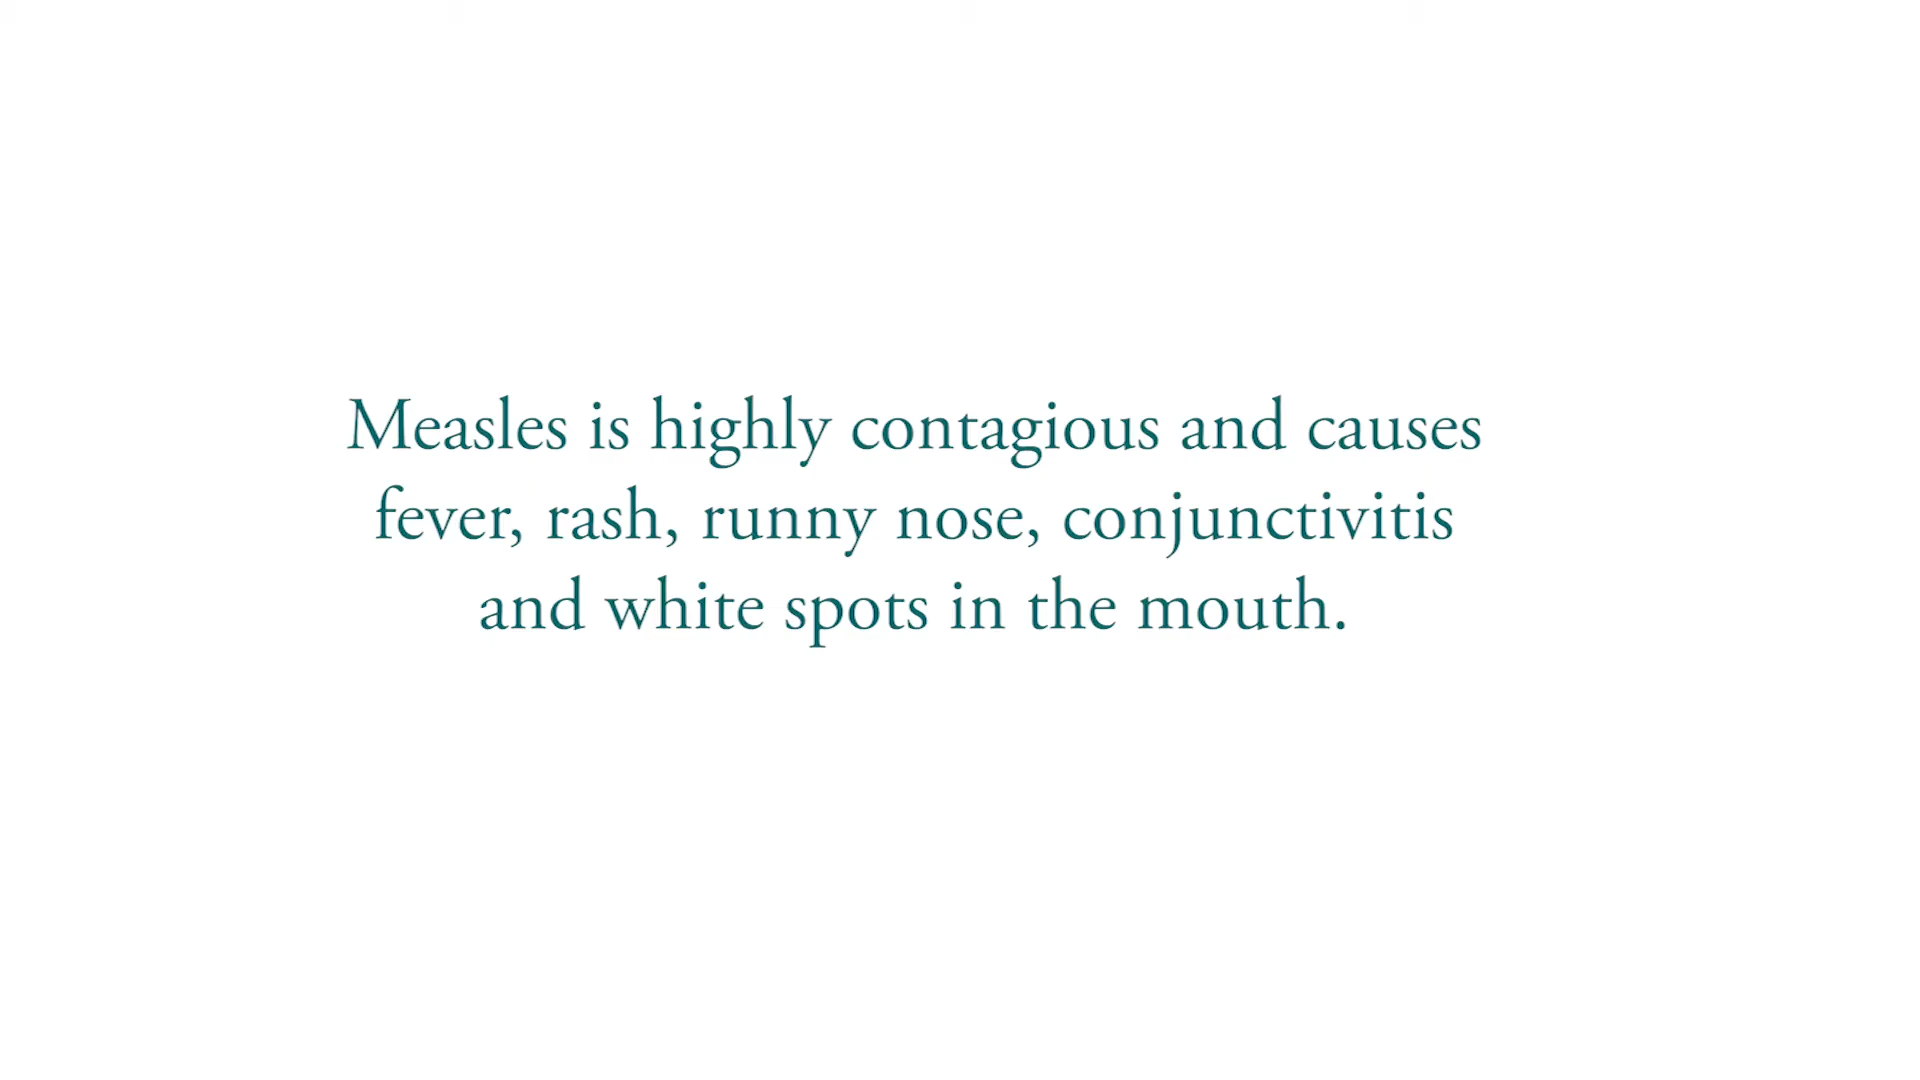 Measles is highly contagious and causes
fever, rash, runny nose, conjunctivitis
and white spots in the mouth.